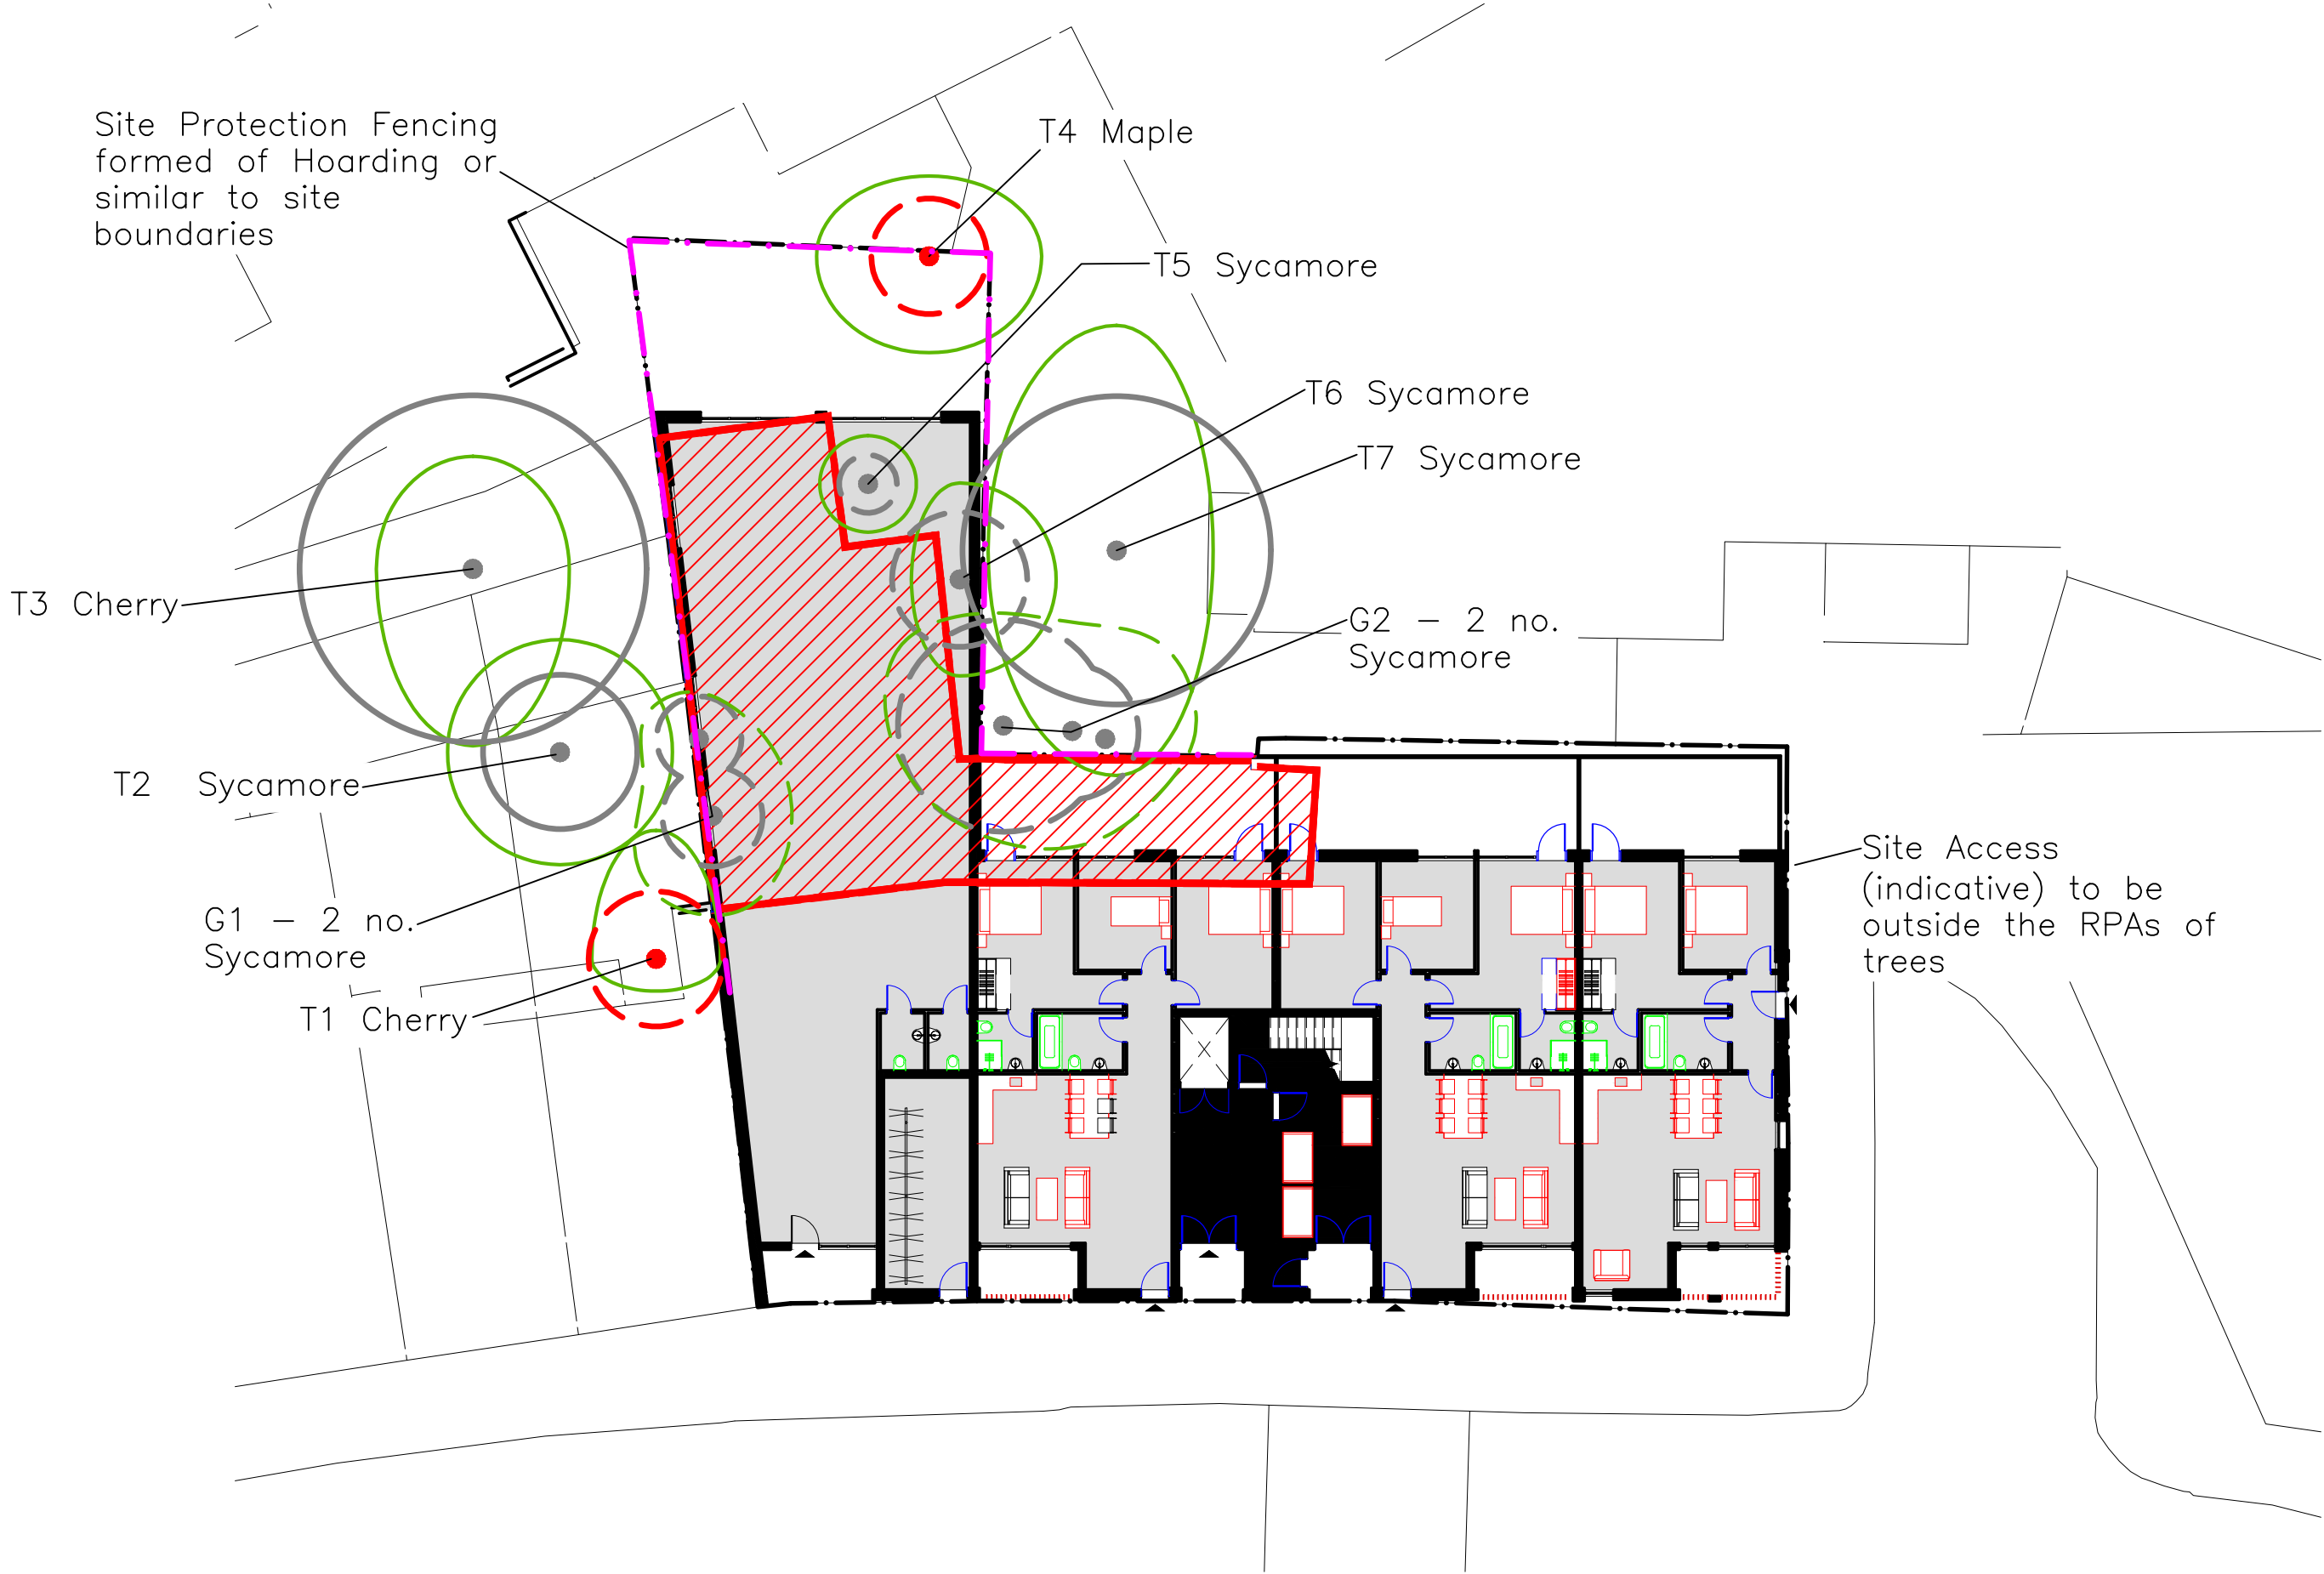 Site Protection Fencing
formed of Hoarding or
similar to site
boundaries
T4 Maple
T5 Sycamore
T6 Sycamore
T7 Sycamore
T3 Cherry
G2 – 2 no.
Sycamore
T2 Sycamore
Site Access
(indicative) to be
outside the RPAs of
trees
G1 – 2 no.
Sycamore
T1 Cherry